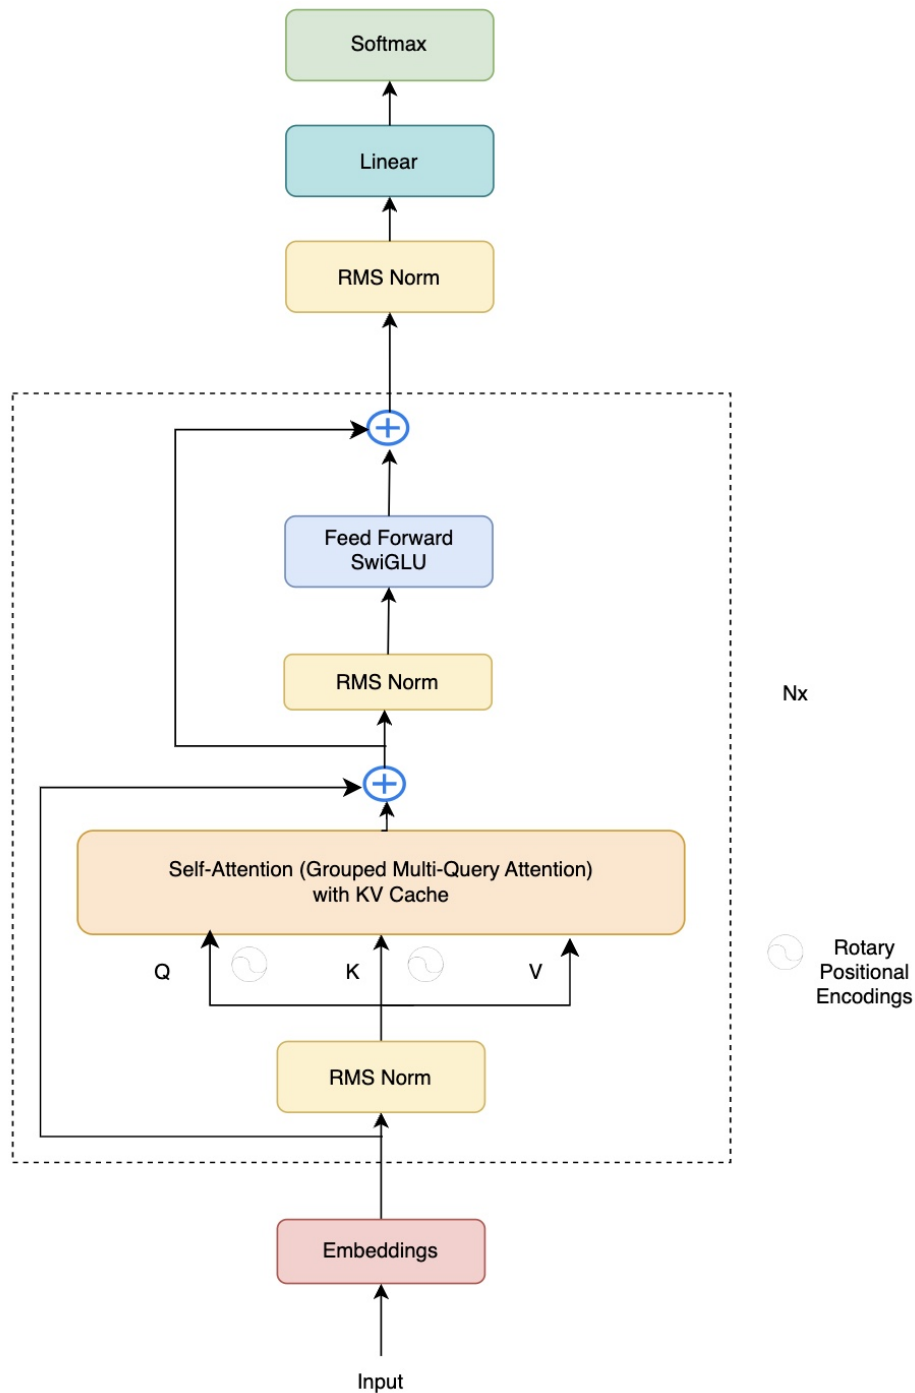 Softmax
Linear
RMS Norm
Feed Forward
SwiGLU
RMS Norm
Nx
Self-Attention (Grouped Multi-Query Attention)
with KV Cache
Q
K
V
Rotary
Positional
Encodings
RMS Norm
Embeddings
Input